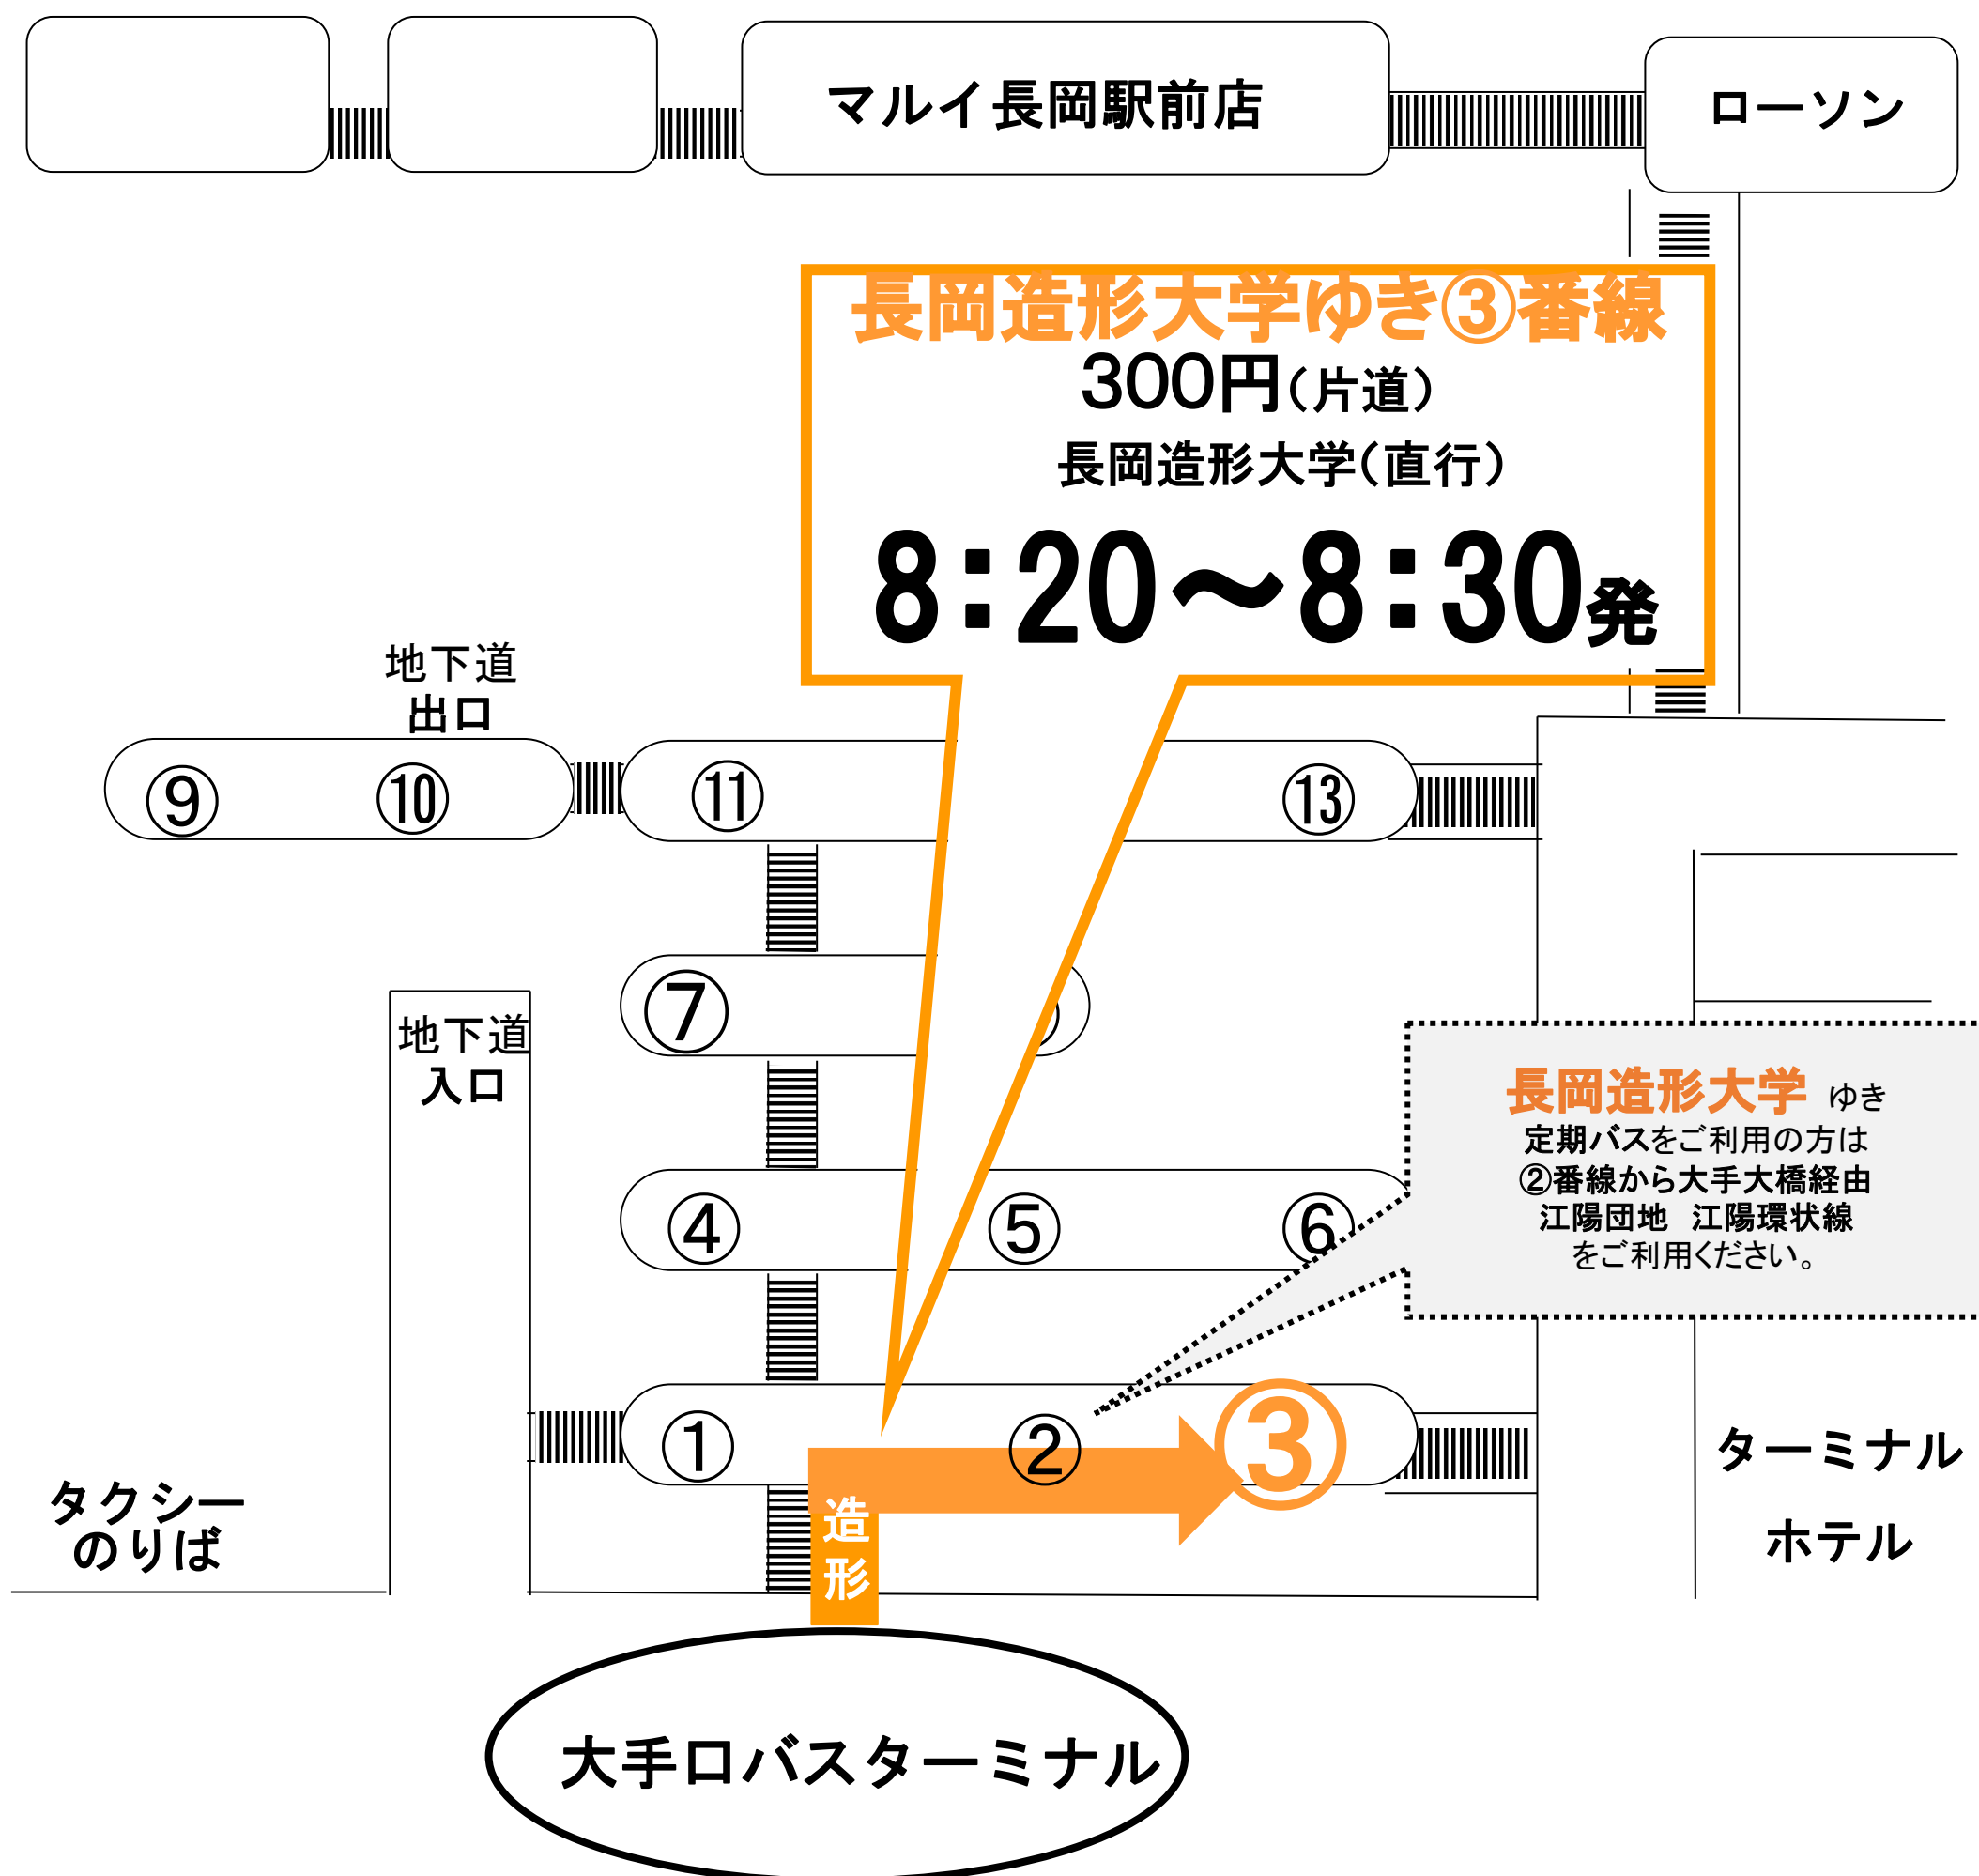 マルイ長岡駅前店
ローソン
長岡造形大学ゆき③番線
300円（片道）
長岡造形大学（直行）
8：20～8：30発
地下道
出口
⑨
⑩
⑪
⑬
⑦
地下道
入口
長岡造形大学 ゆき
定期バスをご利用の方は
②番線から大手大橋経由
江陽団地　江陽環状線
をご利用ください。
④
⑤
⑥
①
②
③
造
形
タクシー
のりば
ターミナル
ホテル
大手口バスターミナル